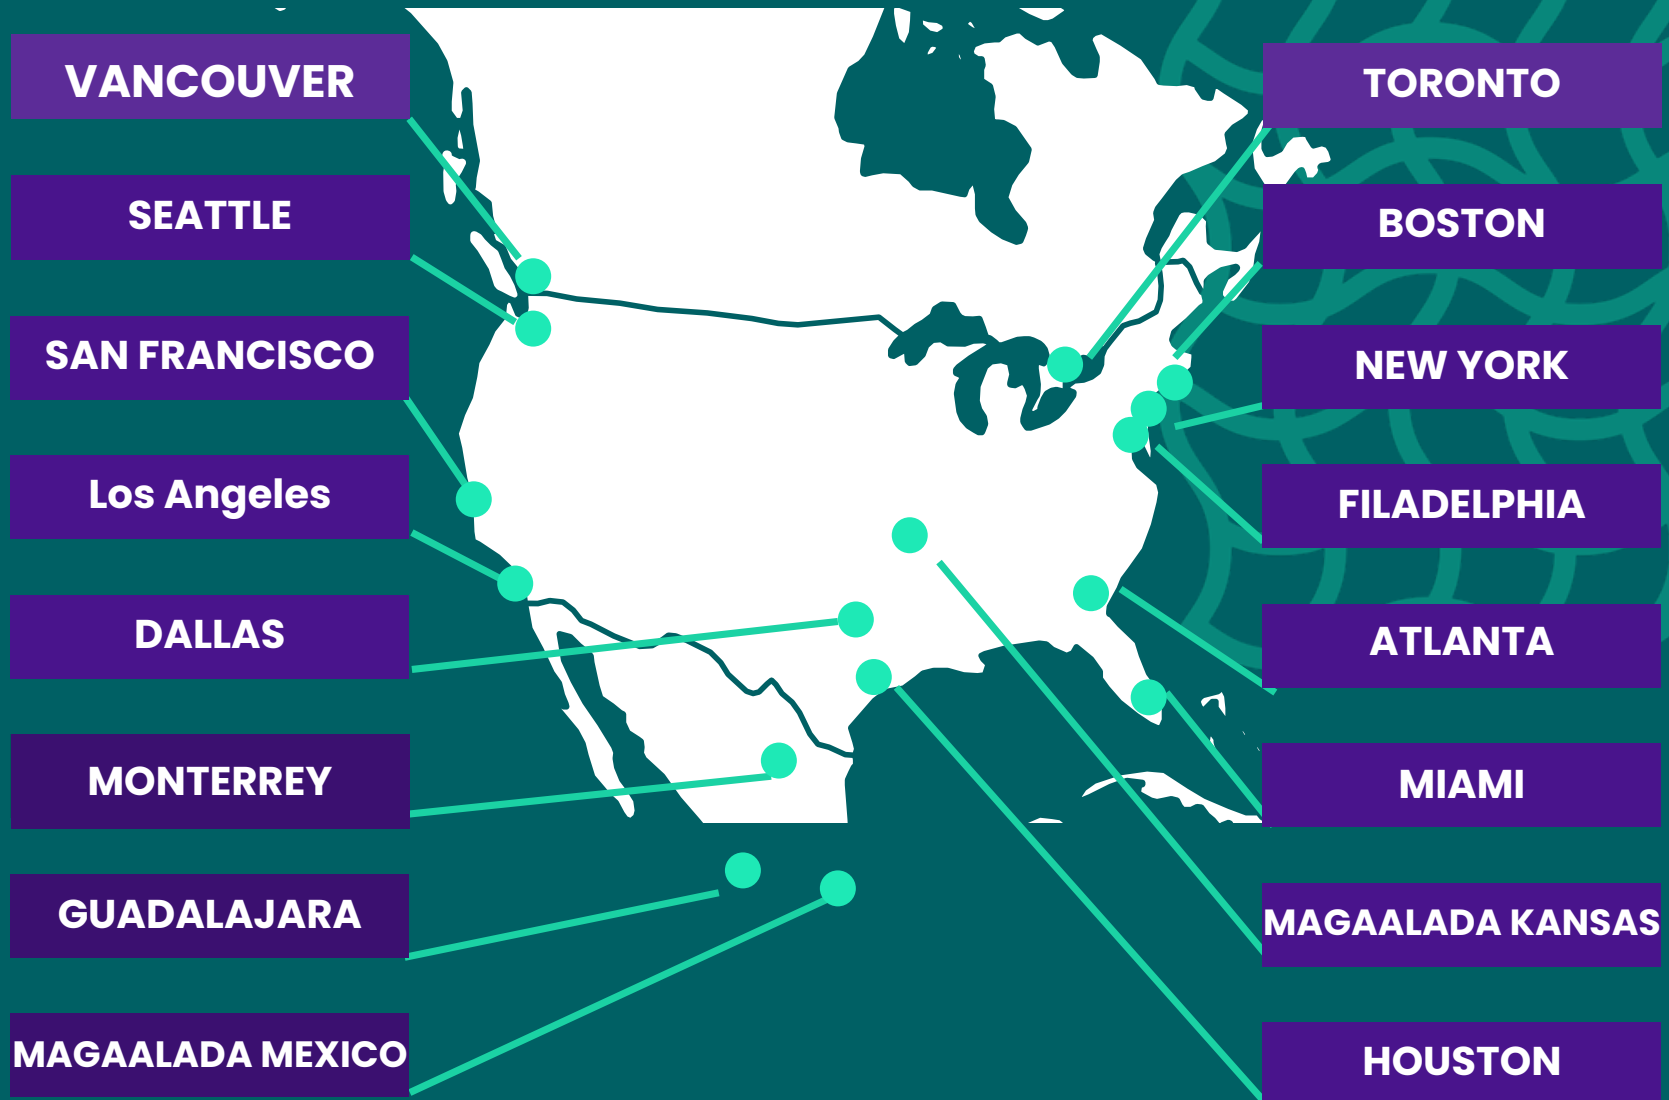 VANCOUVER
SEATTLE
SAN FRANCISCO
Los Angeles
DALLAS
MONTERREY
GUADALAJARA
MAGAALADA MEXICO
TORONTO
BOSTON
NEW YORK
FILADELPHIA
ATLANTA
MIAMI
MAGAALADA KANSAS
HOUSTON